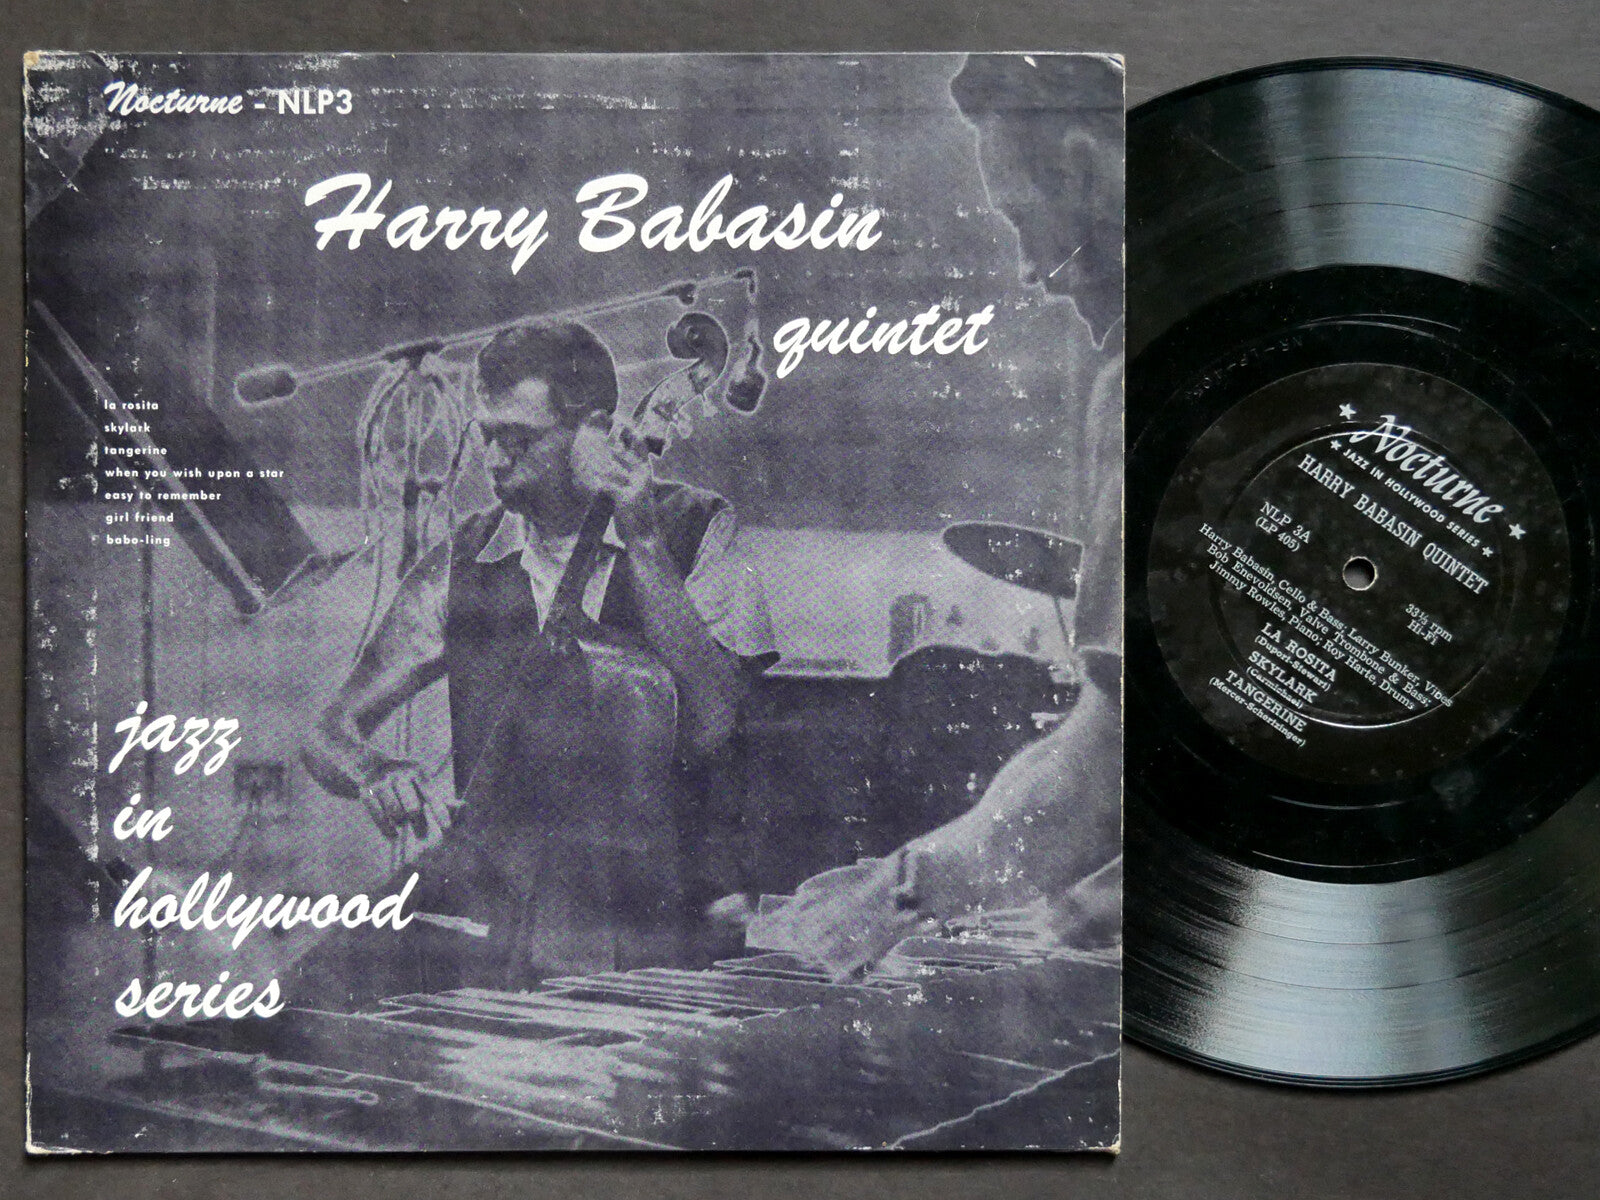 Nocturne - NLP3
Harry Babasin
quintet
la rosita
skylark
tangerine
when you wish upon a star
easy to remember
girl friend
babo-ling
jazz
in
hollywood
series
Nocturne
JAZZ IN HOLLYWOOD SERIES
HARRY BABASIN QUINTET
NLP 3A
(LP 405)
33⅓ rpm
Hi-Fi
Harry Babasin, Cello & Bass; Larry Bunker, Vibes
Bob Enevoldsen, Valve Trombone & Bass;
Jimmy Rowles, Piano; Roy Harte, Drums
LA ROSITA
(Dupont-Stewart)
SKYLARK
(Carmichael)
TANGERINE
(Mercer-Schertzinger)